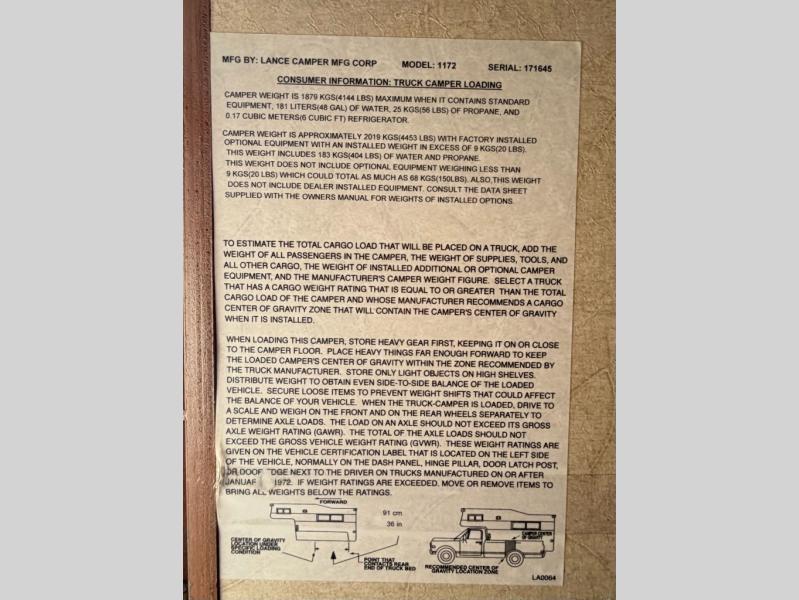 MFG BY: LANCE CAMPER MFG CORP MODEL: 1172 SERIAL: 171645
CONSUMER INFORMATION: TRUCK CAMPER LOADING
CAMPER WEIGHT IS 1879 KGS(4144 LBS) MAXIMUM WHEN IT CONTAINS STANDARD
EQUIPMENT, 181 LITERS(48 GAL) OF WATER, 25 KGS(56 LBS) OF PROPANE, AND
0.17 CUBIC METERS(6 CUBIC FT) REFRIGERATOR.
CAMPER WEIGHT IS APPROXIMATELY 2019 KGS(4453 LBS) WITH FACTORY INSTALLED
OPTIONAL EQUIPMENT WITH AN INSTALLED WEIGHT IN EXCESS OF 9 KGS(20 LBS).
THIS WEIGHT INCLUDES 183 KGS(404 LBS) OF WATER AND PROPANE.
THIS WEIGHT DOES NOT INCLUDE OPTIONAL EQUIPMENT WEIGHING LESS THAN
9 KGS(20 LBS) WHICH COULD TOTAL AS MUCH AS 68 KGS(150LBS). ALSO,THIS WEIGHT
DOES NOT INCLUDE DEALER INSTALLED EQUIPMENT. CONSULT THE DATA SHEET
SUPPLIED WITH THE OWNERS MANUAL FOR WEIGHTS OF INSTALLED OPTIONS.
TO ESTIMATE THE TOTAL CARGO LOAD THAT WILL BE PLACED ON A TRUCK, ADD THE
WEIGHT OF ALL PASSENGERS IN THE CAMPER, THE WEIGHT OF SUPPLIES, TOOLS, AND
ALL OTHER CARGO, THE WEIGHT OF INSTALLED ADDITIONAL OR OPTIONAL CAMPER
EQUIPMENT, AND THE MANUFACTURER'S CAMPER WEIGHT FIGURE. SELECT A TRUCK
THAT HAS A CARGO WEIGHT RATING THAT IS EQUAL TO OR GREATER THAN THE TOTAL
CARGO LOAD OF THE CAMPER AND WHOSE MANUFACTURER RECOMMENDS A CARGO
CENTER OF GRAVITY ZONE THAT WILL CONTAIN THE CAMPER'S CENTER OF GRAVITY
WHEN IT IS INSTALLED.
WHEN LOADING THIS CAMPER, STORE HEAVY GEAR FIRST, KEEPING IT ON OR CLOSE
TO THE CAMPER FLOOR. PLACE HEAVY THINGS FAR ENOUGH FORWARD TO KEEP
THE LOADED CAMPER'S CENTER OF GRAVITY WITHIN THE ZONE RECOMMENDED BY
THE TRUCK MANUFACTURER. STORE ONLY LIGHT OBJECTS ON HIGH SHELVES.
DISTRIBUTE WEIGHT TO OBTAIN EVEN SIDE-TO-SIDE BALANCE OF THE LOADED
VEHICLE. SECURE LOOSE ITEMS TO PREVENT WEIGHT SHIFTS THAT COULD AFFECT
THE BALANCE OF YOUR VEHICLE. WHEN THE TRUCK-CAMPER IS LOADED, DRIVE TO
A SCALE AND WEIGH ON THE FRONT AND ON THE REAR WHEELS SEPARATELY TO
DETERMINE AXLE LOADS. THE LOAD ON AN AXLE SHOULD NOT EXCEED ITS GROSS
AXLE WEIGHT RATING (GAWR). THE TOTAL OF THE AXLE LOADS SHOULD NOT
EXCEED THE GROSS VEHICLE WEIGHT RATING (GVWR). THESE WEIGHT RATINGS ARE
GIVEN ON THE VEHICLE CERTIFICATION LABEL THAT IS LOCATED ON THE LEFT SIDE
OF THE VEHICLE, NORMALLY ON THE DASH PANEL, HINGE PILLAR, DOOR LATCH POST,
OR DOOR DGE NEXT TO THE DRIVER ON TRUCKS MANUFACTURED ON OR AFTER
JANUAR 1972. IF WEIGHT RATINGS ARE EXCEEDED, MOVE OR REMOVE ITEMS TO
BRING ALL WEIGHTS BELOW THE RATINGS.
FORWARD
91 cm
36 in
CENTER OF GRAVITY
LOCATION UNDER
SPECIFIC LOADING
CONDITION
POINT THAT
CONTACTS REAR
END OF TRUCK BED
CAMPER CENTER
OF GRAVITY
RECOMMENDED CENTER OF
GRAVITY LOCATION ZONE
LA0064